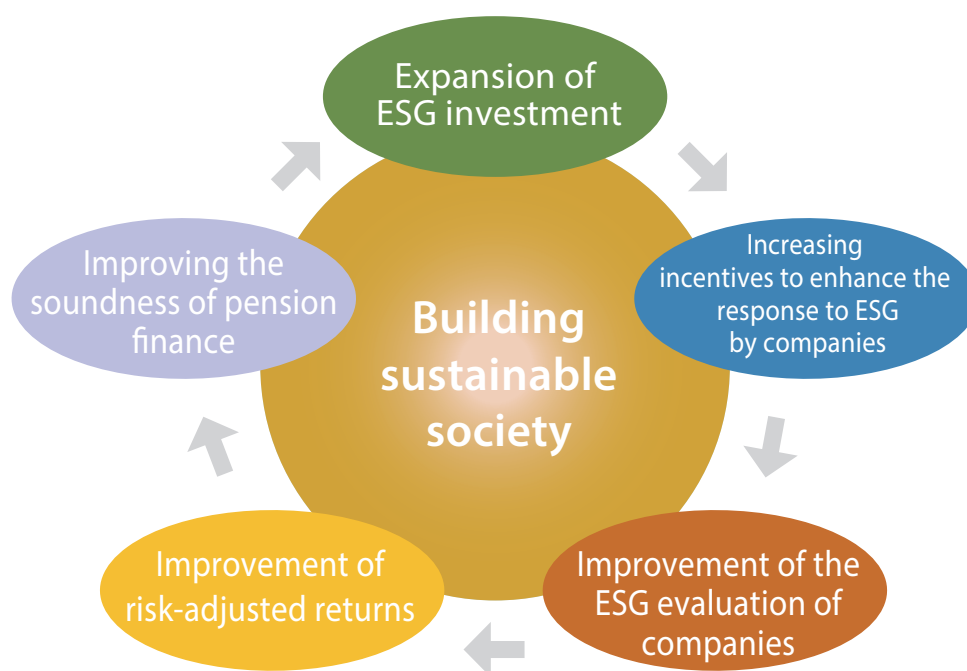 Expansion of
ESG investment
Increasing
incentives to enhance the
response to ESG
by companies
Improvement of the
ESG evaluation of
companies
Improvement of
risk-adjusted returns
Improving the
soundness of pension
finance
Building
sustainable
society